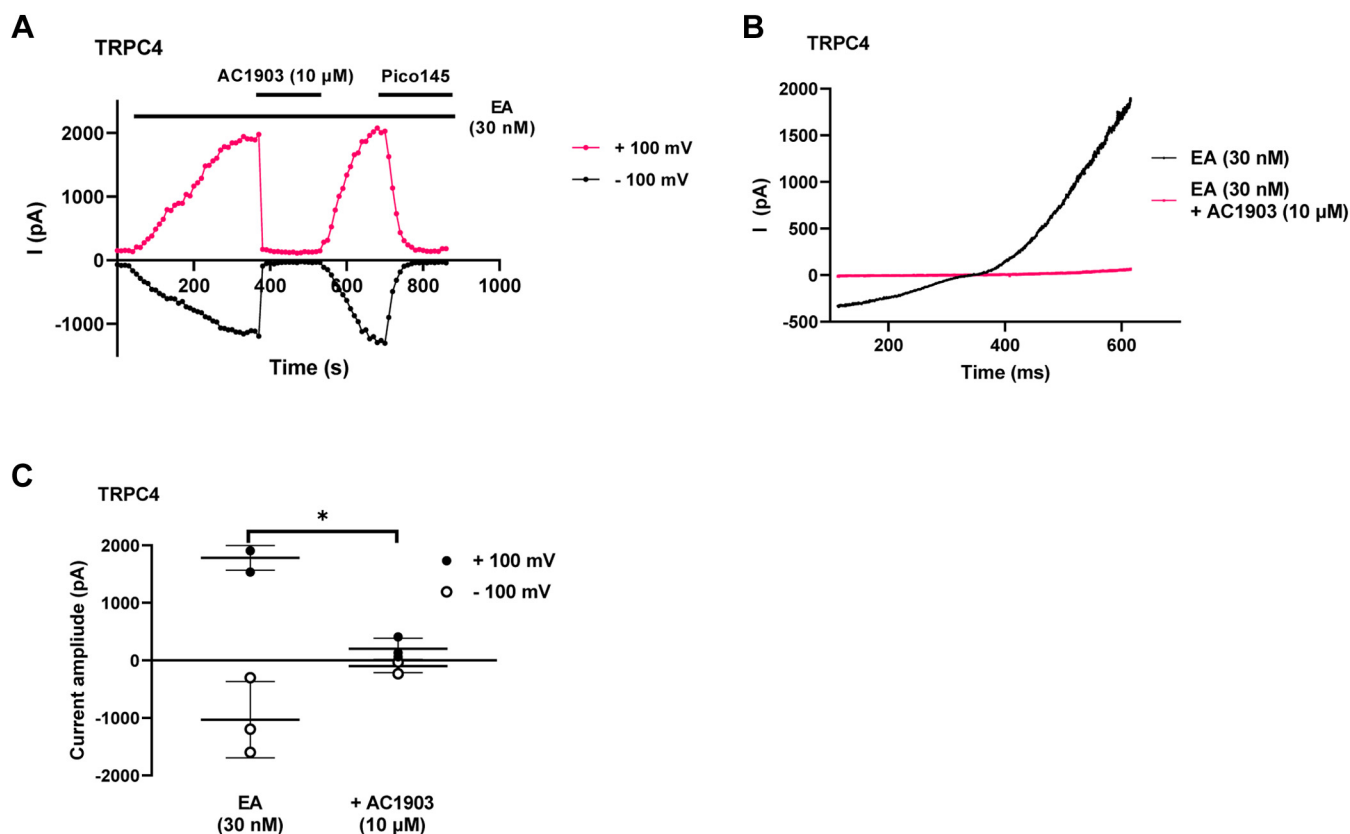 A
TRPC4
AC1903 (10 µM)
Pico145
EA
(30 nM)
2000
1000
0
-1000
I (pA)
200
400
600
800
1000
Time (s)
+ 100 mV
- 100 mV
B
TRPC4
2000
1500
1000
500
0
-500
I (pA)
200
400
600
Time (ms)
EA (30 nM)
EA (30 nM)
+ AC1903 (10 µM)
C
TRPC4
*
2000
1000
0
-1000
-2000
Current ampliude (pA)
+ 100 mV
- 100 mV
EA
(30 nM)
+ AC1903
(10 µM)